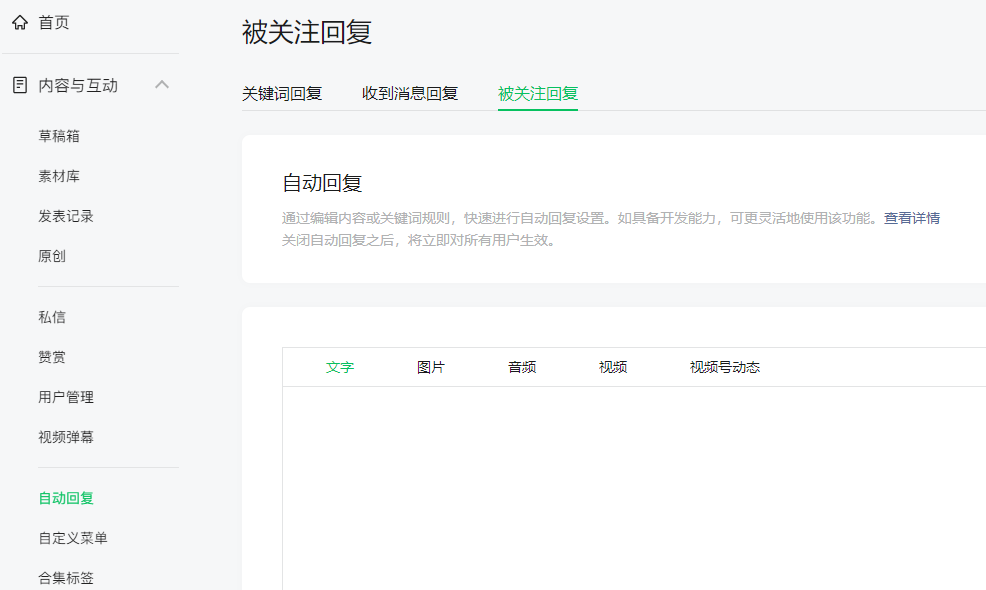 首页
内容与互动
草稿箱
素材库
发表记录
原创
私信
赞赏
用户管理
视频弹幕
自动回复
自定义菜单
合集标签
被关注回复
关键词回复 收到消息回复 被关注回复
自动回复
通过编辑内容或关键词规则，快速进行自动回复设置。如具备开发能力，可更灵活地使用该功能。查看详情
关闭自动回复之后，将立即对所有用户生效。
文字 图片 音频 视频 视频号动态